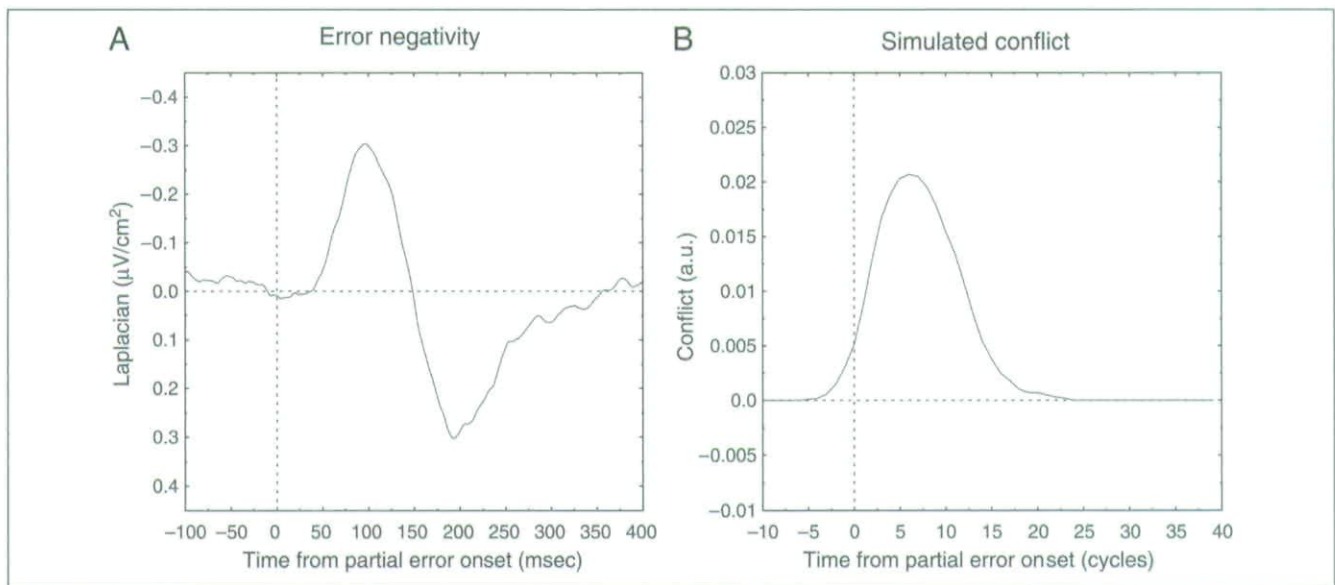 A
Error negativity
−0.4
−0.3
−0.2
−0.1
0.0
0.1
0.2
0.3
0.4
Laplacian (µV/cm²)
−100 −50 0 50 100 150 200 250 300 350 400
Time from partial error onset (msec)
B
Simulated conflict
0.03
0.025
0.02
0.015
0.01
0.005
0.0
−0.005
−0.01
Conflict (a.u.)
−10 −5 0 5 10 15 20 25 30 35 40
Time from partial error onset (cycles)